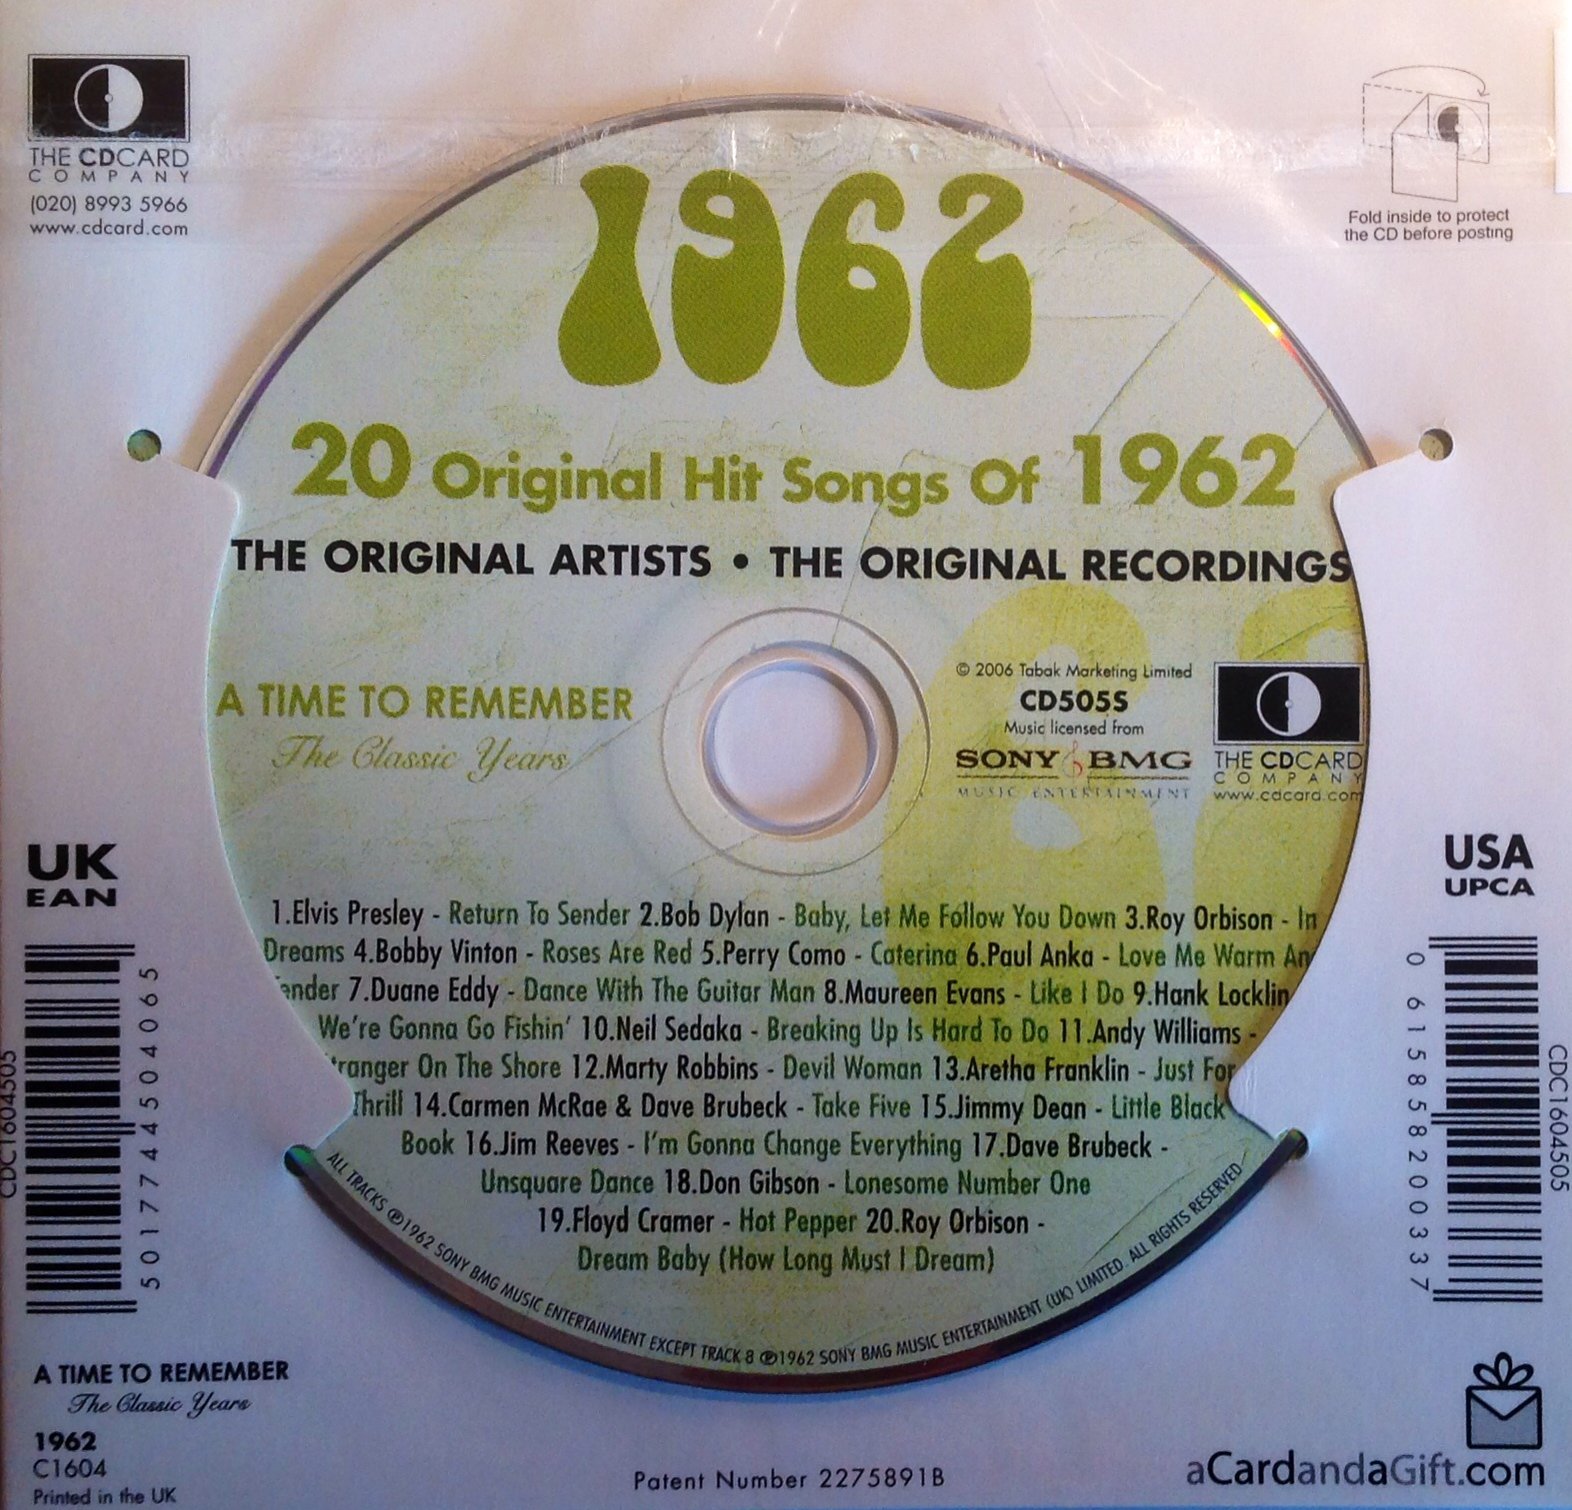 THE CDCARD
COMPANY
(020) 8993 5966
www.cdcard.com
Fold inside to protect
the CD before posting
1962
20 Original Hit Songs Of 1962
THE ORIGINAL ARTISTS • THE ORIGINAL RECORDINGS
A TIME TO REMEMBER
The Classic Years
© 2006 Tabak Marketing Limited
CD505S
Music licensed from
SONY BMG
MUSIC ENTERTAINMENT
THE CDCARD
COMPANY
www.cdcard.com
UK
EAN
5017744504065
CDC1604505
USA
UPCA
0 61585820033 7
CDC1604505
1.Elvis Presley - Return To Sender 2.Bob Dylan - Baby, Let Me Follow You Down 3.Roy Orbison - In
Dreams 4.Bobby Vinton - Roses Are Red 5.Perry Como - Caterina 6.Paul Anka - Love Me Warm An
ender 7.Duane Eddy - Dance With The Guitar Man 8.Maureen Evans - Like I Do 9.Hank Locklin
We're Gonna Go Fishin' 10.Neil Sedaka - Breaking Up Is Hard To Do 11.Andy Williams -
tranger On The Shore 12.Marty Robbins - Devil Woman 13.Aretha Franklin - Just For
Thrill 14.Carmen McRae & Dave Brubeck - Take Five 15.Jimmy Dean - Little Black
Book 16.Jim Reeves - I'm Gonna Change Everything 17.Dave Brubeck -
Unsquare Dance 18.Don Gibson - Lonesome Number One
19.Floyd Cramer - Hot Pepper 20.Roy Orbison -
Dream Baby (How Long Must I Dream)
ALL TRACKS ℗1962 SONY BMG MUSIC ENTERTAINMENT EXCEPT TRACK 8 ℗1962 SONY BMG MUSIC ENTERTAINMENT (UK) LIMITED. ALL RIGHTS RESERVED
A TIME TO REMEMBER
The Classic Years
1962
C1604
Printed in the UK
Patent Number 2275891B
aCardandaGift.com